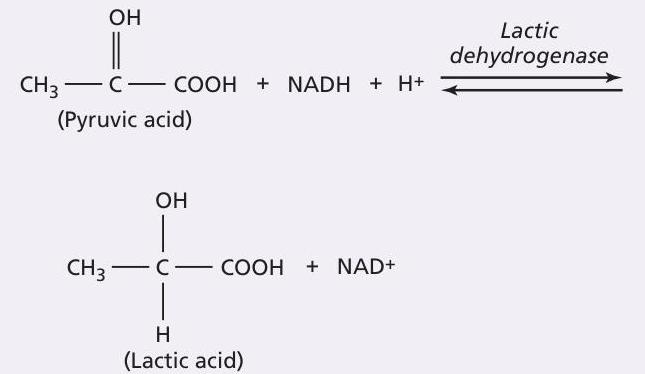 OH
Lactic
dehydrogenase
CH₃ — C — COOH + NADH + H+
(Pyruvic acid)
OH
CH₃ — C — COOH + NAD+
H
(Lactic acid)